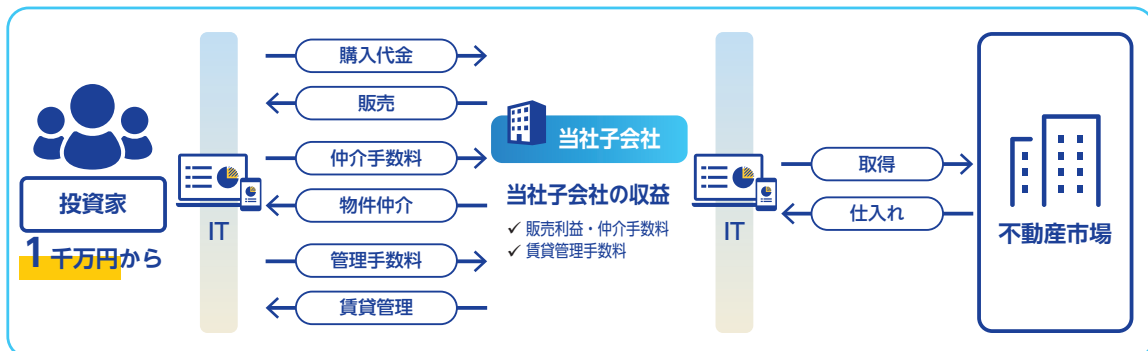 投資家
1千万円から
IT
購入代金
販売
仲介手数料
物件仲介
管理手数料
賃貸管理
当社子会社
当社子会社の収益
✓ 販売利益・仲介手数料
✓ 賃貸管理手数料
IT
取得
仕入れ
不動産市場